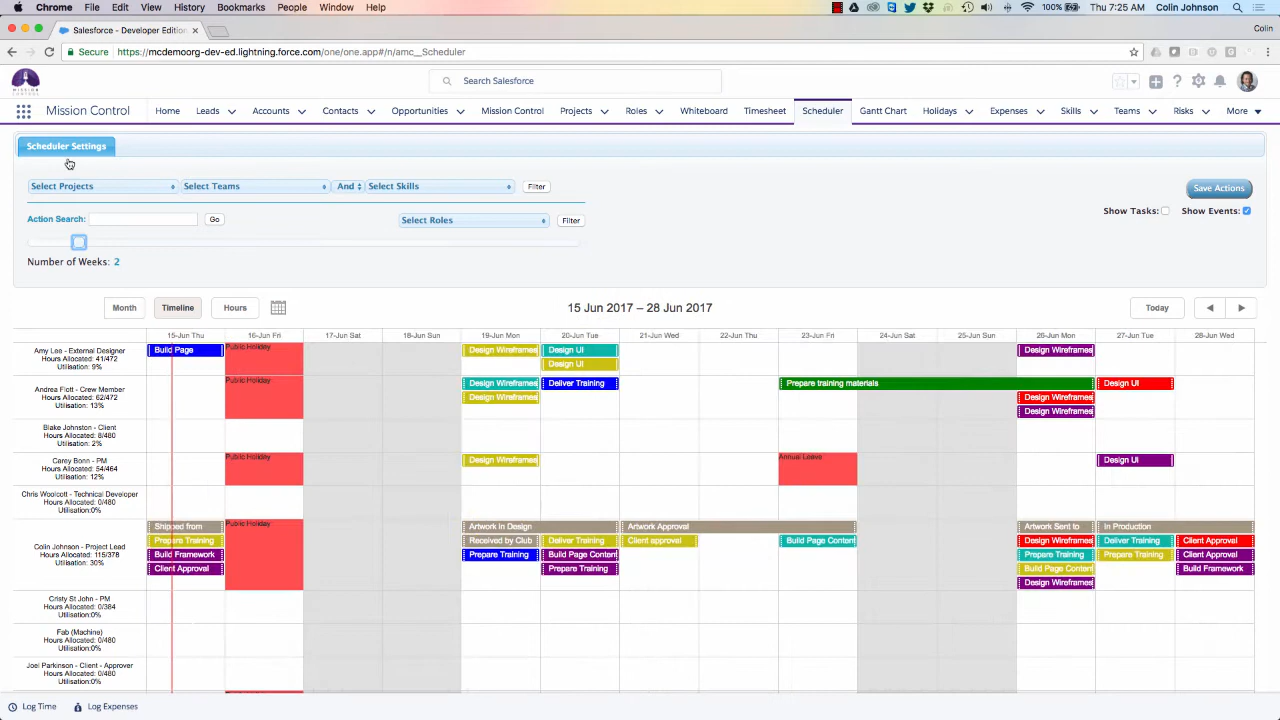 Chrome File Edit View History Bookmarks People Window Help 100% Thu 7:25 AM Colin Johnson
Salesforce - Developer Edition Colin
Secure https://mcdemoorg-dev-ed.lightning.force.com/one/one.app#/n/amc__Scheduler
MISSION CONTROL Search Salesforce
Mission Control Home Leads Accounts Contacts Opportunities Mission Control Projects Roles Whiteboard Timesheet Scheduler Gantt Chart Holidays Expenses Skills Teams Risks More
Scheduler Settings
Select Projects Select Teams And Select Skills Filter Save Actions
Show Tasks: Show Events:
Action Search: Go Select Roles Filter
Number of Weeks: 2
Month Timeline Hours 15 Jun 2017 – 28 Jun 2017 Today
15-Jun Thu 16-Jun Fri 17-Jun Sat 18-Jun Sun 19-Jun Mon 20-Jun Tue 21-Jun Wed 22-Jun Thu 23-Jun Fri 24-Jun Sat 25-Jun Sun 26-Jun Mon 27-Jun Tue 28-Jun Wed
Amy Lee - External Designer Build Page Public Holiday Design Wireframes Design UI Design Wireframes
Hours Allocated: 41/472
Utilisation: 9% Design UI
Andrea Flott - Crew Member Public Holiday Design Wireframes Deliver Training Prepare training materials Design UI
Hours Allocated: 62/472 Design Wireframes Design Wireframes
Utilisation: 13% Design Wireframes
Blake Johnston - Client
Hours Allocated: 8/480
Utilisation: 2%
Carey Bonn - PM Public Holiday Design Wireframes Annual Leave Design UI
Hours Allocated: 54/464
Utilisation: 12%
Chris Woolcott - Technical Developer
Hours Allocated: 0/480
Utilisation:0%
Shipped from Public Holiday Artwork In Design Artwork Approval Artwork Sent to In Production
Prepare Training Received by Club Deliver Training Client approval Build Page Content Design Wireframes Deliver Training Client Approval
Colin Johnson - Project Lead Build Framework Prepare Training Build Page Content Prepare Training Prepare Training Client Approval
Hours Allocated: 115/378 Client Approval Prepare Training Build Page Content Build Framework
Utilisation: 30% Design Wireframes
Cristy St John - PM
Hours Allocated: 0/384
Utilisation:0%
Fab (Machine)
Hours Allocated: 0/480
Utilisation:0%
Joel Parkinson - Client - Approver
Hours Allocated: 0/480
Utilisation:0%
Log Time Log Expenses